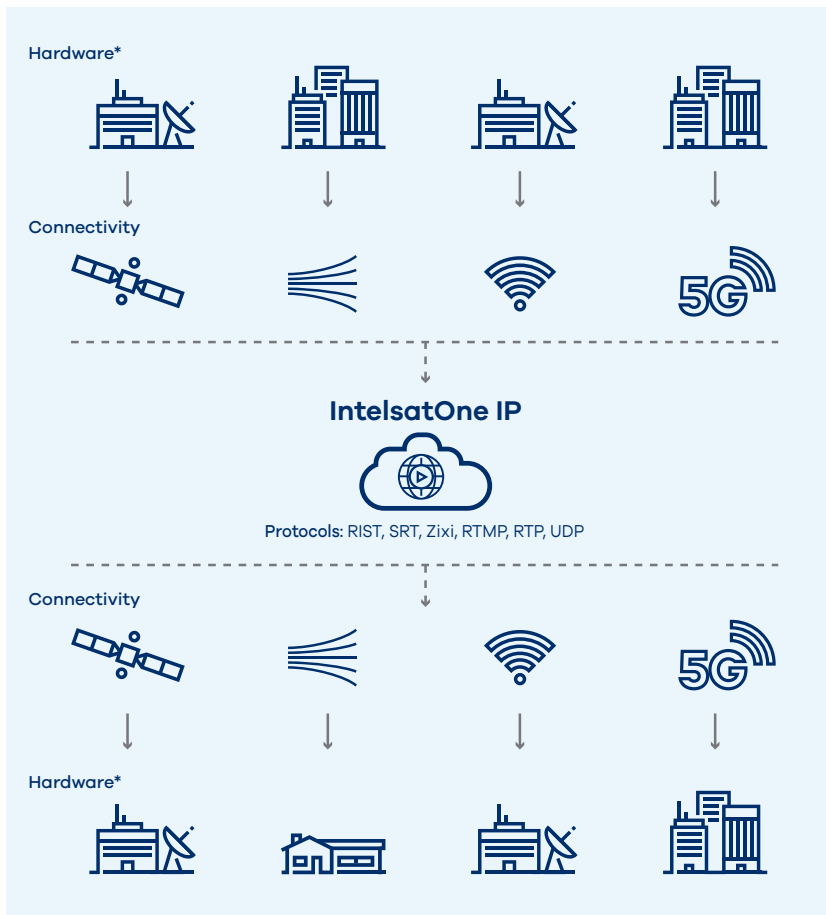 Hardware*
Connectivity
5G
IntelsatOne IP
Protocols: RIST, SRT, Zixi, RTMP, RTP, UDP
Connectivity
5G
Hardware*